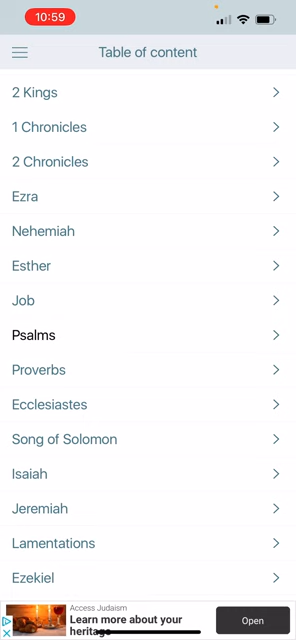 10:59
Table of content
2 Kings
1 Chronicles
2 Chronicles
Ezra
Nehemiah
Esther
Job
Psalms
Proverbs
Ecclesiastes
Song of Solomon
Isaiah
Jeremiah
Lamentations
Ezekiel
Access Judaism
Learn more about your
heritage
Open